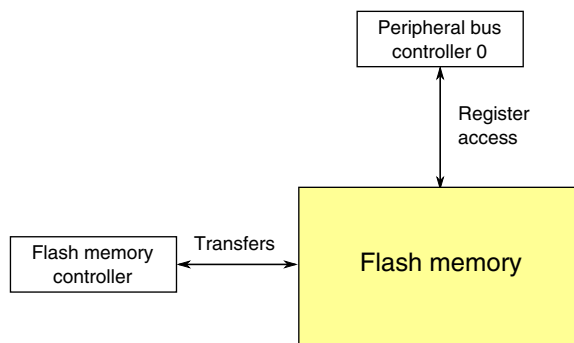 Peripheral bus
controller 0
Register
access
Transfers
Flash memory
controller
Flash memory